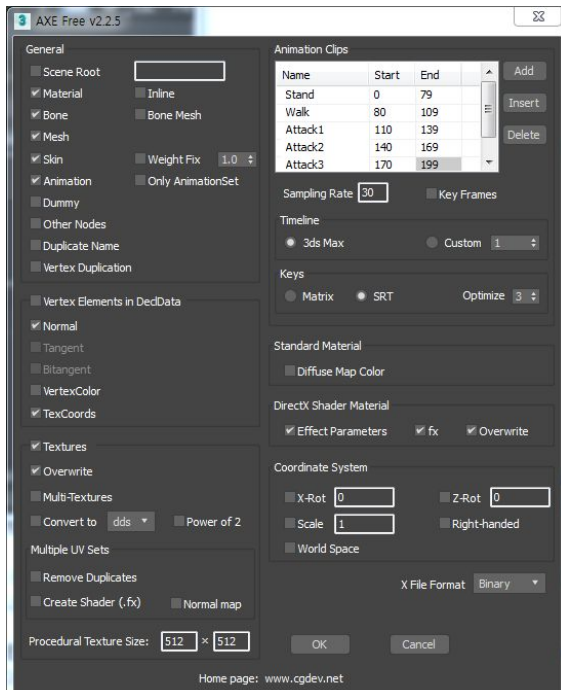 AXE Free v2.2.5
General
Scene Root
Material Inline
Bone Bone Mesh
Mesh
Skin Weight Fix 1.0
Animation Only AnimationSet
Dummy
Other Nodes
Duplicate Name
Vertex Duplication
Vertex Elements in DeclData
Normal
Tangent
Bitangent
VertexColor
TexCoords
Textures
Overwrite
Multi-Textures
Convert to dds Power of 2
Multiple UV Sets
Remove Duplicates
Create Shader (.fx) Normal map
Procedural Texture Size: 512 × 512
Animation Clips
Name Start End
Stand 0 79
Walk 80 109
Attack1 110 139
Attack2 140 169
Attack3 170 199
Add
Insert
Delete
Sampling Rate 30 Key Frames
Timeline
3ds Max Custom 1
Keys
Matrix SRT Optimize 3
Standard Material
Diffuse Map Color
DirectX Shader Material
Effect Parameters fx Overwrite
Coordinate System
X-Rot 0 Z-Rot 0
Scale 1 Right-handed
World Space
X File Format Binary
OK Cancel
Home page: www.cgdev.net